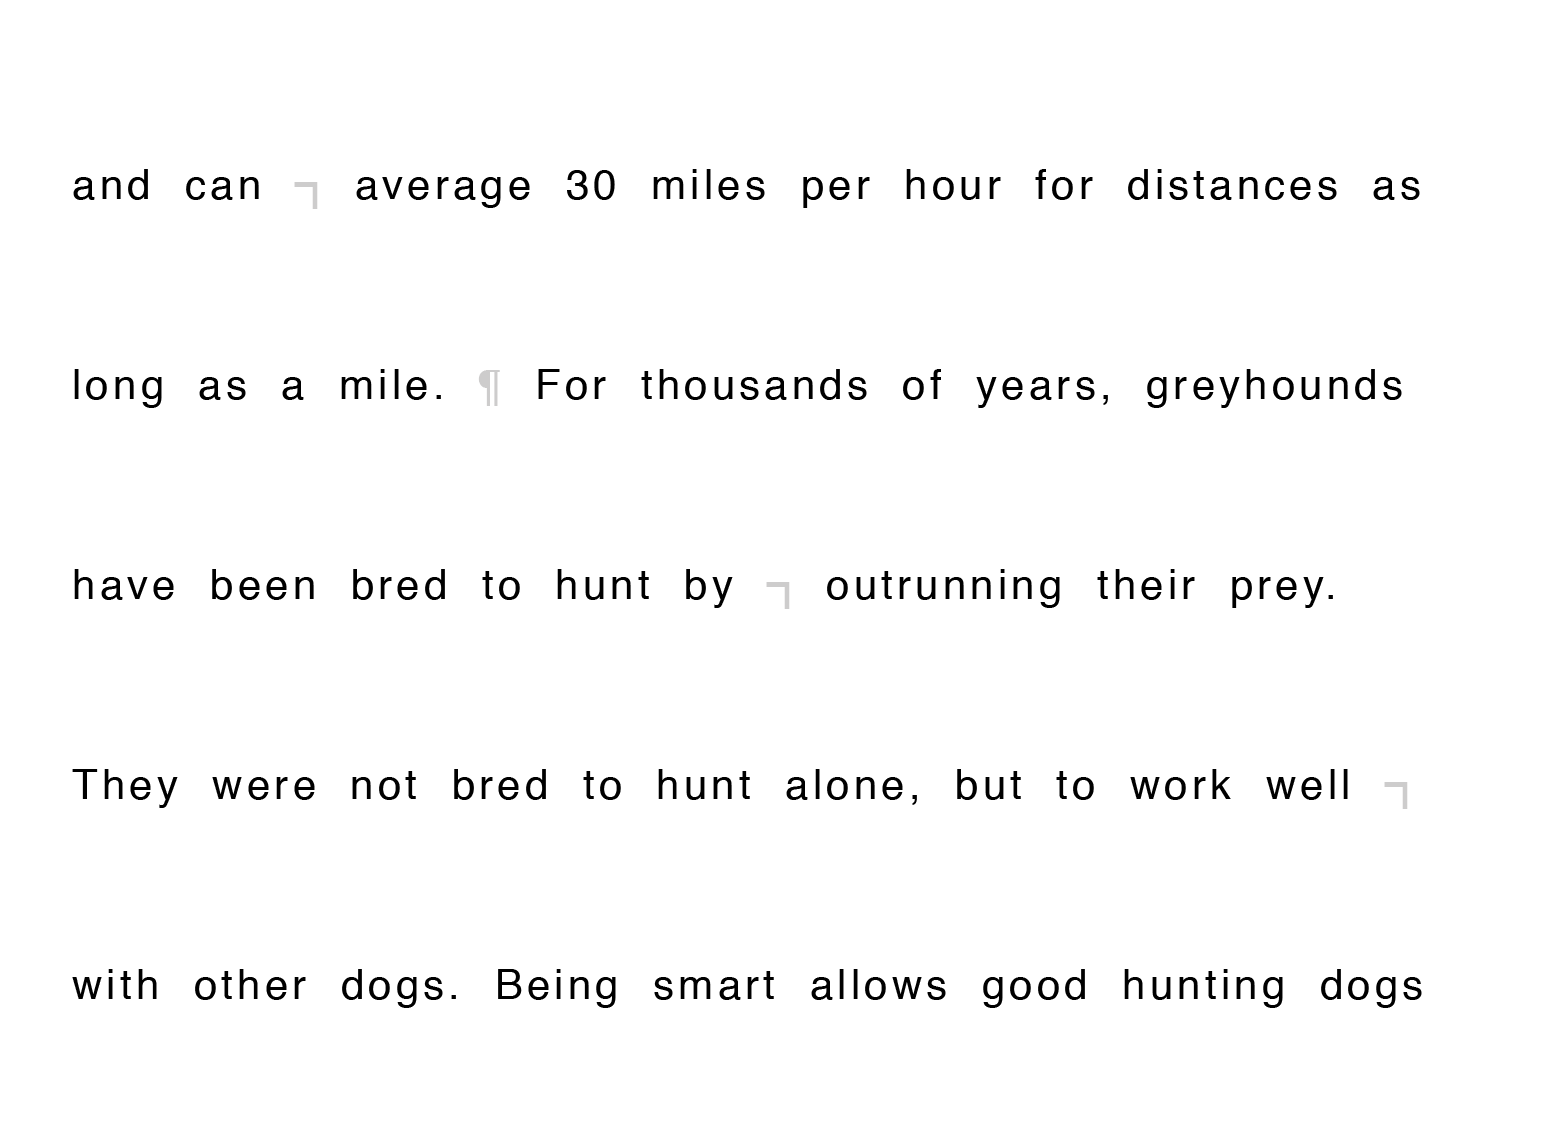 and can ¬ average 30 miles per hour for distances as
long as a mile. ¶ For thousands of years, greyhounds
have been bred to hunt by ¬ outrunning their prey.
They were not bred to hunt alone, but to work well ¬
with other dogs. Being smart allows good hunting dogs